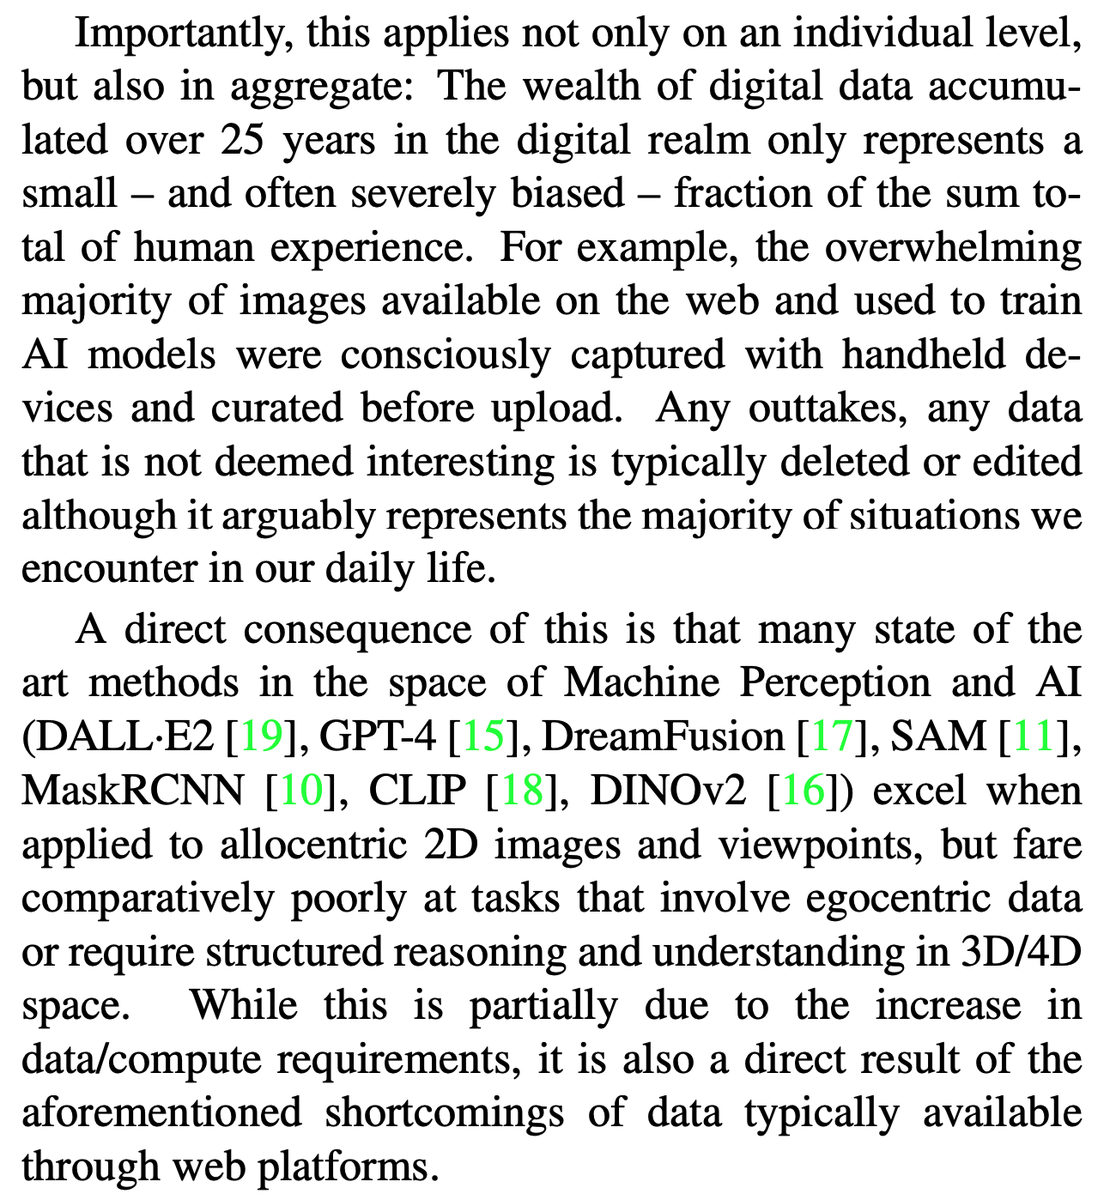 Importantly, this applies not only on an individual level,
but also in aggregate: The wealth of digital data accumu-
lated over 25 years in the digital realm only represents a
small – and often severely biased – fraction of the sum to-
tal of human experience. For example, the overwhelming
majority of images available on the web and used to train
AI models were consciously captured with handheld de-
vices and curated before upload. Any outtakes, any data
that is not deemed interesting is typically deleted or edited
although it arguably represents the majority of situations we
encounter in our daily life.
A direct consequence of this is that many state of the
art methods in the space of Machine Perception and AI
(DALL·E2 [19], GPT-4 [15], DreamFusion [17], SAM [11],
MaskRCNN [10], CLIP [18], DINOv2 [16]) excel when
applied to allocentric 2D images and viewpoints, but fare
comparatively poorly at tasks that involve egocentric data
or require structured reasoning and understanding in 3D/4D
space. While this is partially due to the increase in
data/compute requirements, it is also a direct result of the
aforementioned shortcomings of data typically available
through web platforms.